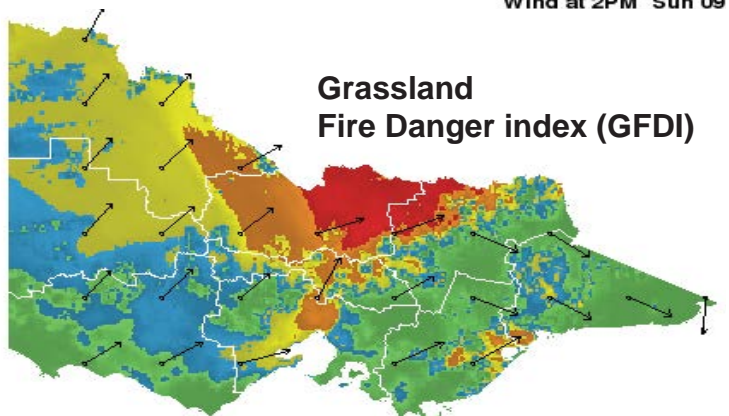 Wind at 2PM Sun 09
Grassland
Fire Danger index (GFDI)